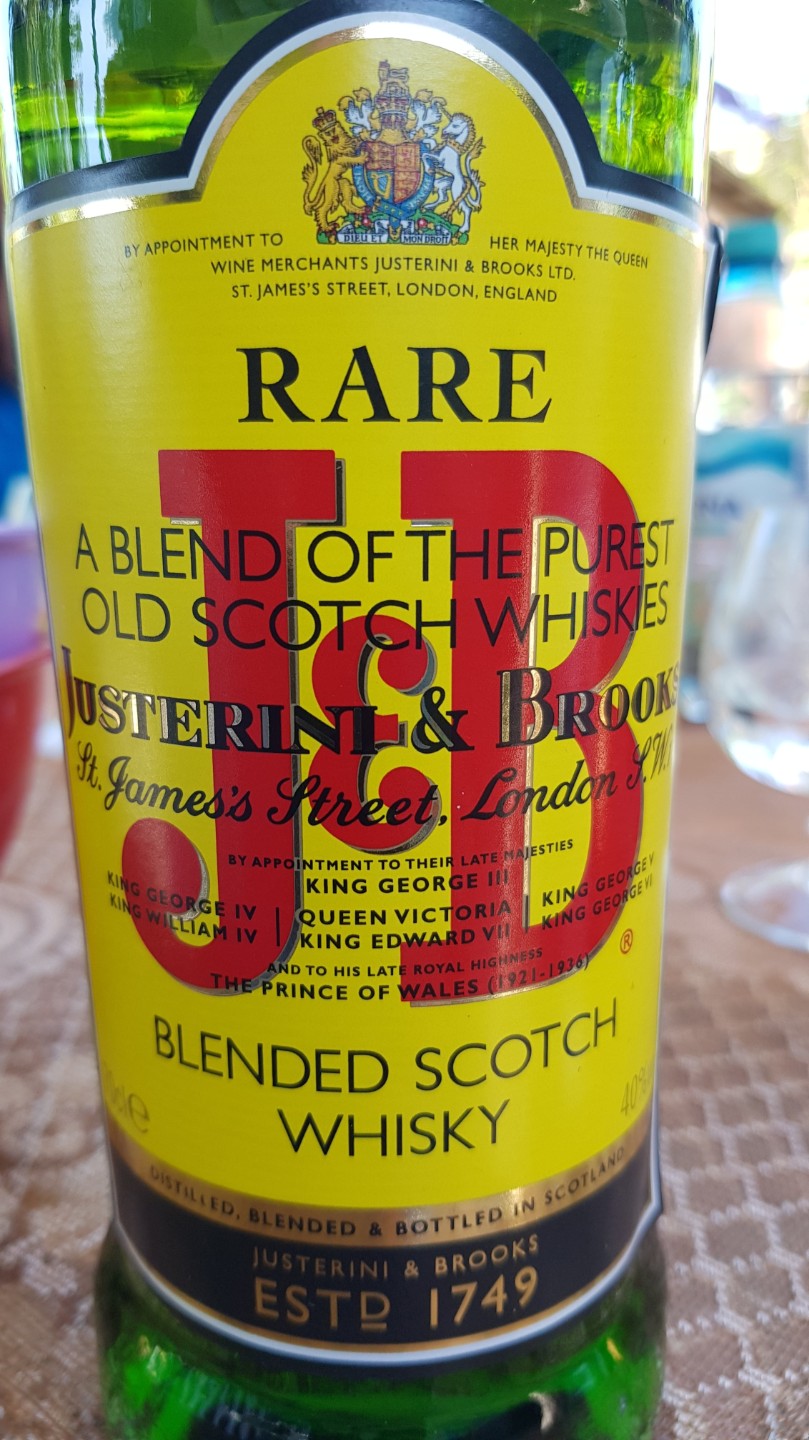 DIEU ET MON DROIT
BY APPOINTMENT TO HER MAJESTY THE QUEEN
WINE MERCHANTS JUSTERINI & BROOKS LTD.
ST. JAMES'S STREET, LONDON, ENGLAND
RARE
J&B
A BLEND OF THE PUREST
OLD SCOTCH WHISKIES
JUSTERINI & BROOKS
St. James's Street, London S.W.
BY APPOINTMENT TO THEIR LATE MAJESTIES
KING GEORGE III
KING GEORGE IV | QUEEN VICTORIA | KING GEORGE V
KING WILLIAM IV | KING EDWARD VII | KING GEORGE VI
®
AND TO HIS LATE ROYAL HIGHNESS
THE PRINCE OF WALES (1921-1936)
BLENDED SCOTCH
WHISKY
40%
DISTILLED, BLENDED & BOTTLED IN SCOTLAND
JUSTERINI & BROOKS
ESTD 1749